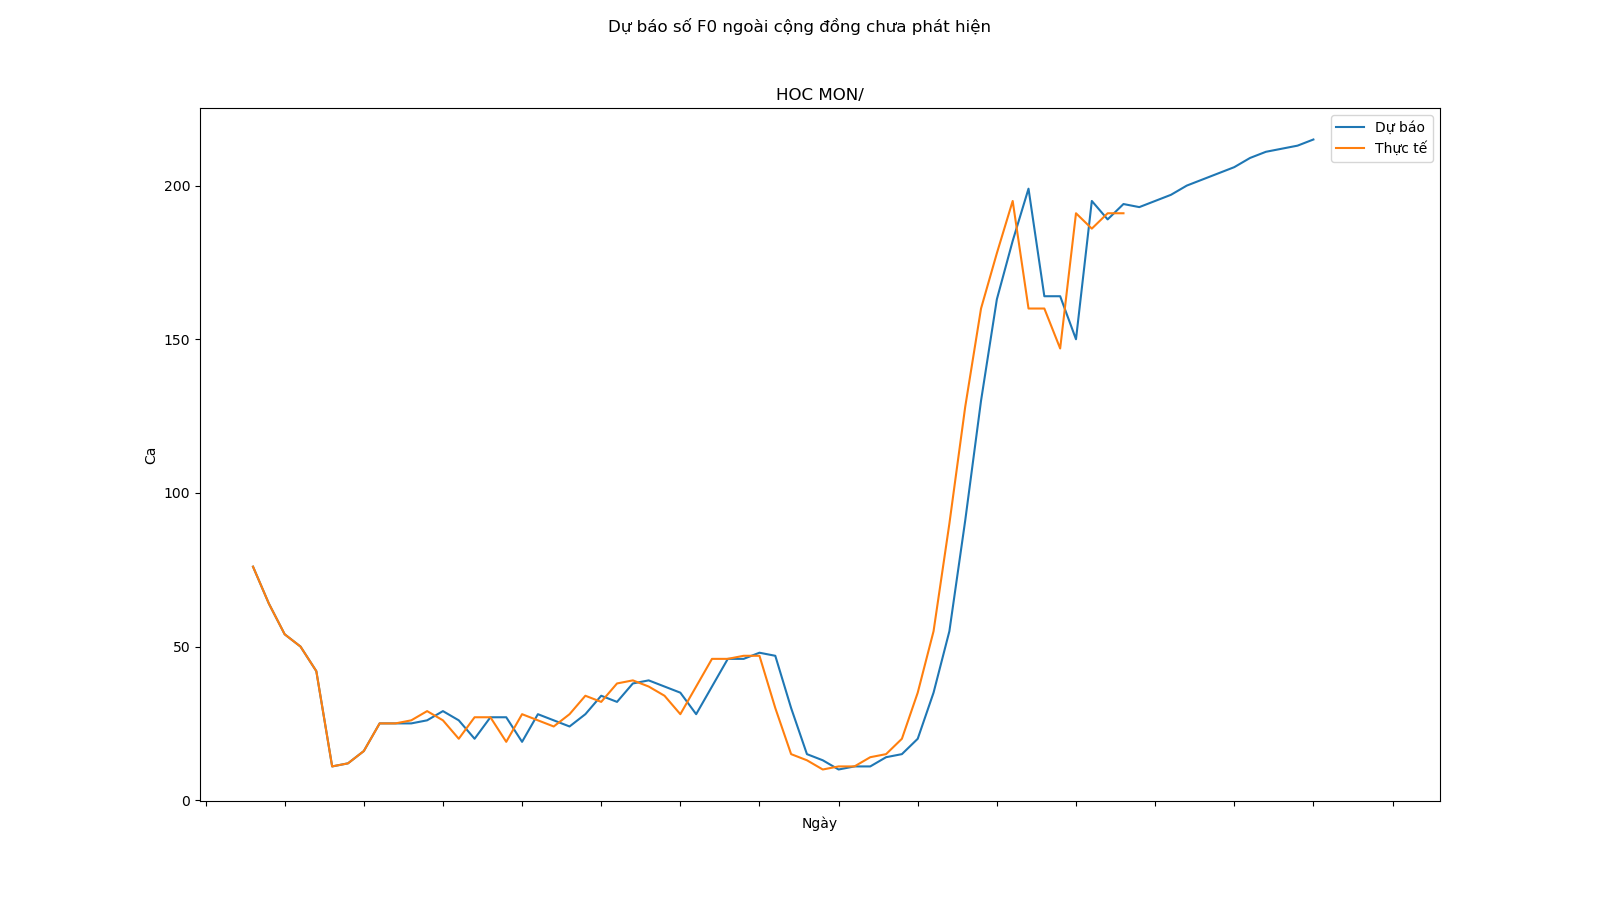 Dự báo số F0 ngoài cộng đồng chưa phát hiện
HOC MON/
Dự báo
Thực tế
200
150
100
50
0
Ca
Ngày